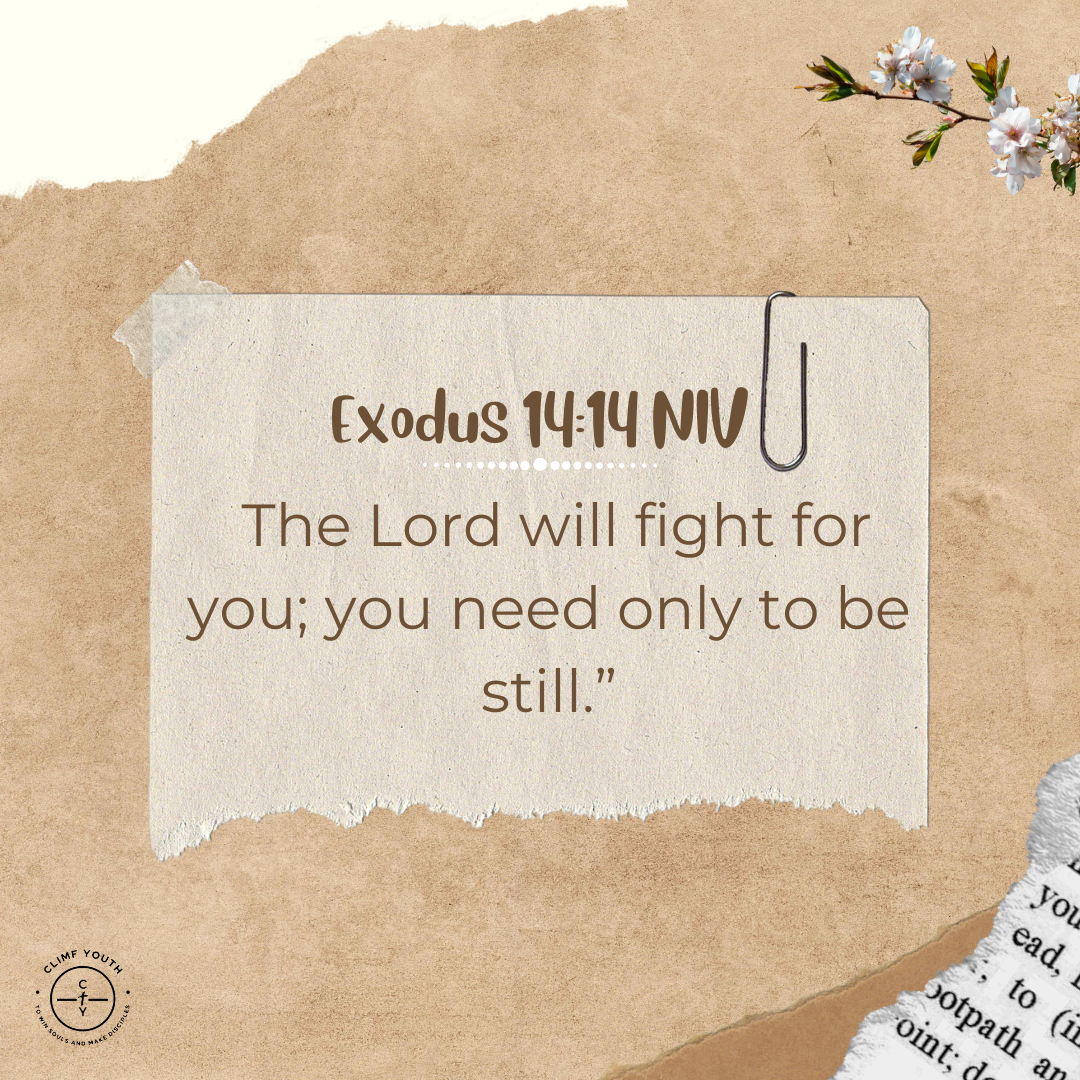 Exodus 14:14 NIV
The Lord will fight for
you; you need only to be
still.”
CLIMF YOUTH
C
Y
TO WIN SOULS AND MAKE DISCIPLES
you
ead,
; to (i
ootpath an
oint; de